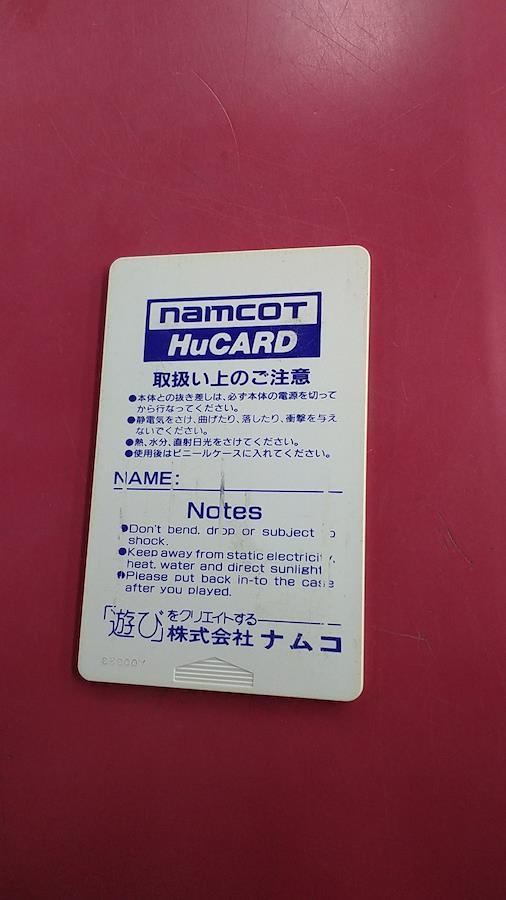 namcot
HuCARD
取扱い上のご注意
●本体との抜き差しは、必ず本体の電源を切って
から行なってください。
●静電気をさけ、曲げたり、落したり、衝撃を与え
ないでください。
●熱、水分、直射日光をさけてください。
●使用後はビニールケースに入れてください。
NAME:
Notes
●Don't bend, drop or subject to
shock.
●Keep away from static electricity,
heat, water and direct sunlight
●Please put back in-to the case
after you played.
「遊び」をクリエイトする
株式会社 ナムコ